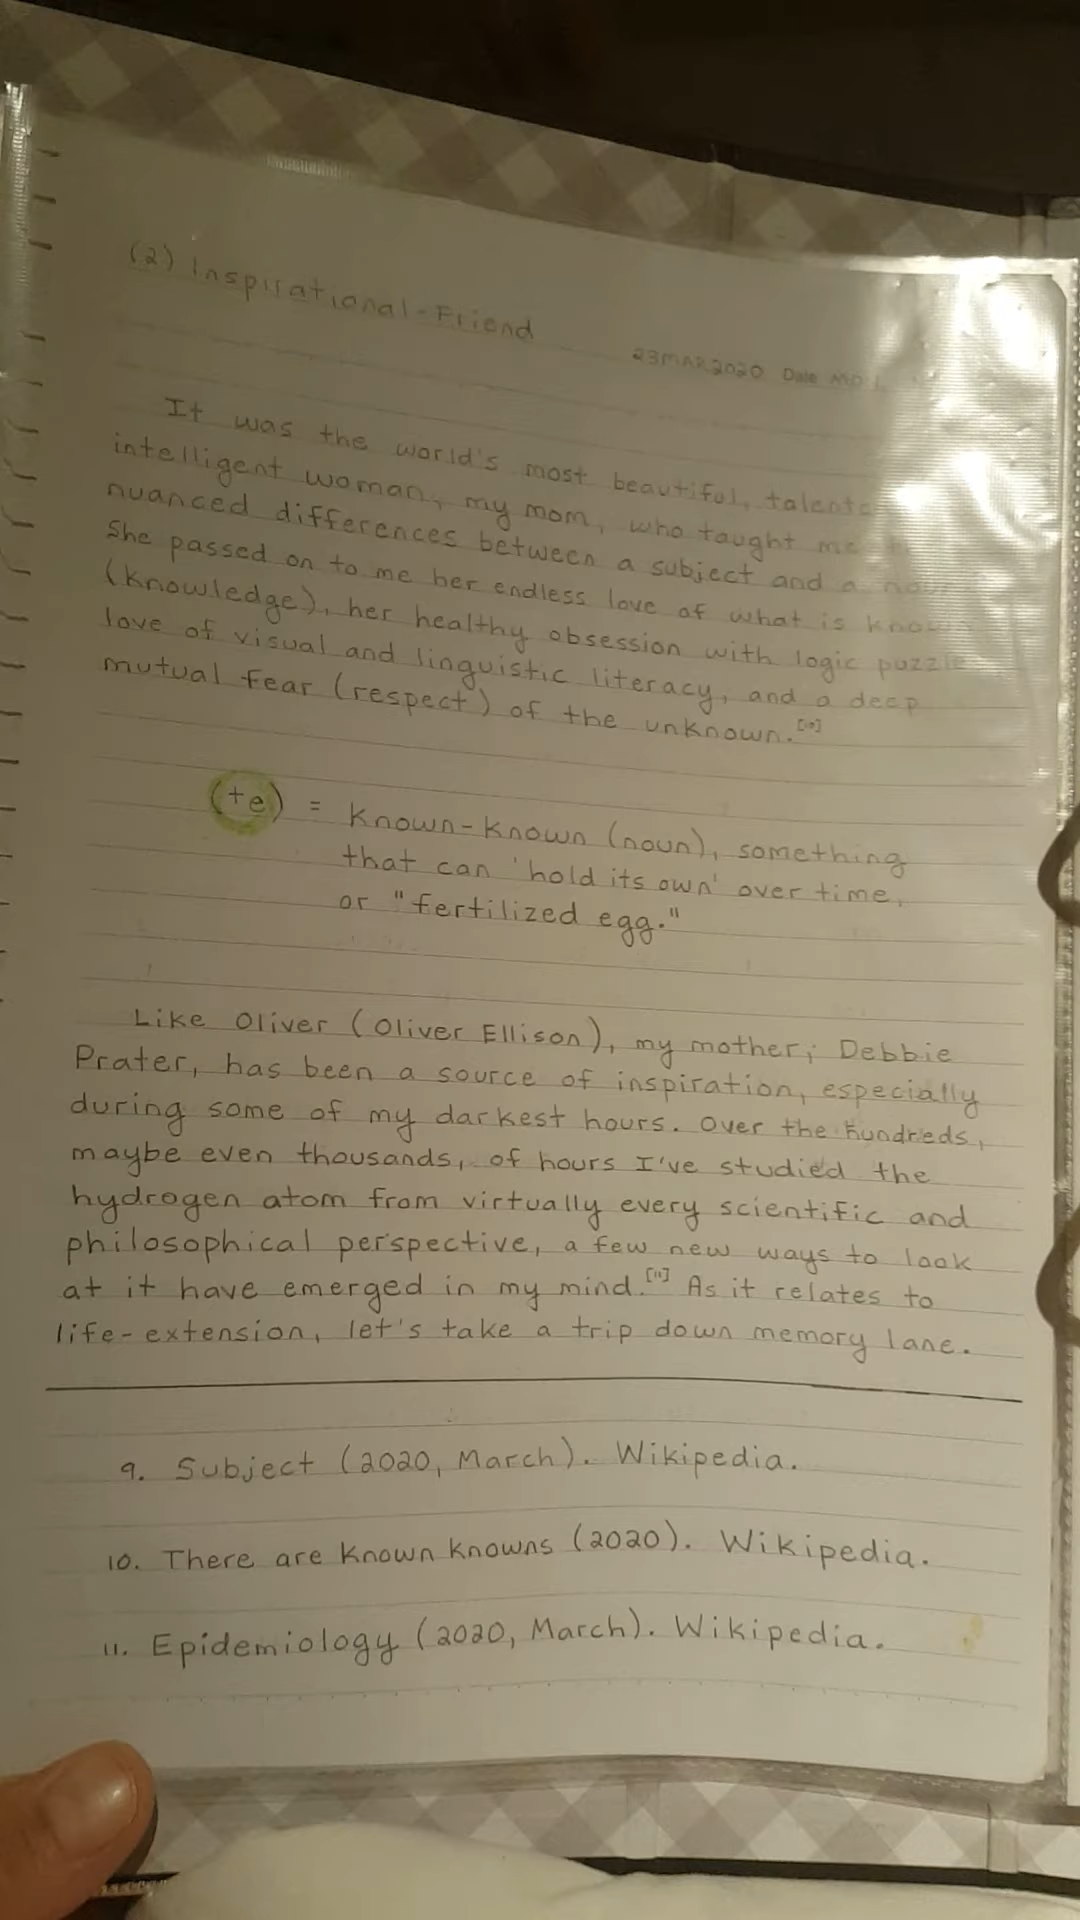 (2) Inspirational-Friend
23MAR2020 Date
It was the world's most beautiful,
intelligent woman, my mom, who taught me
nuanced differences between a subject and a
She passed on to me her endless love of what is
(knowledge), her healthy obsession with logic
love of visual and linguistic literacy, and a deep
mutual fear (respect) of the unknown.[10]
(+e) = Known-Known (noun), something
that can 'hold its own' over time,
or "fertilized egg."
Like Oliver (Oliver Ellison), my mother; Debbie
Prater, has been a source of inspiration, especially
during some of my darkest hours. Over the hundreds,
maybe even thousands, of hours I've studied the
hydrogen atom from virtually every scientific and
philosophical perspective, a few new ways to look
at it have emerged in my mind.[11] As it relates to
life-extension, let's take a trip down memory lane.
9. Subject (2020, March). Wikipedia.
10. There are Known Knowns (2020). Wikipedia.
11. Epidemiology (2020, March). Wikipedia.